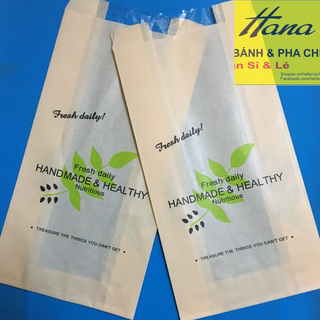 Hana
BÁNH & PHA CHẾ
Sỉ & Lẻ
Fresh daily!
Fresh daily
HANDMADE & HEALTHY
Nutritious
• TREASURE THE THINGS YOU CAN'T GET •
Fresh daily!
Fresh daily
HANDMADE & HEALTHY
Nutritious
• TREASURE THE THINGS YOU CAN'T GET •